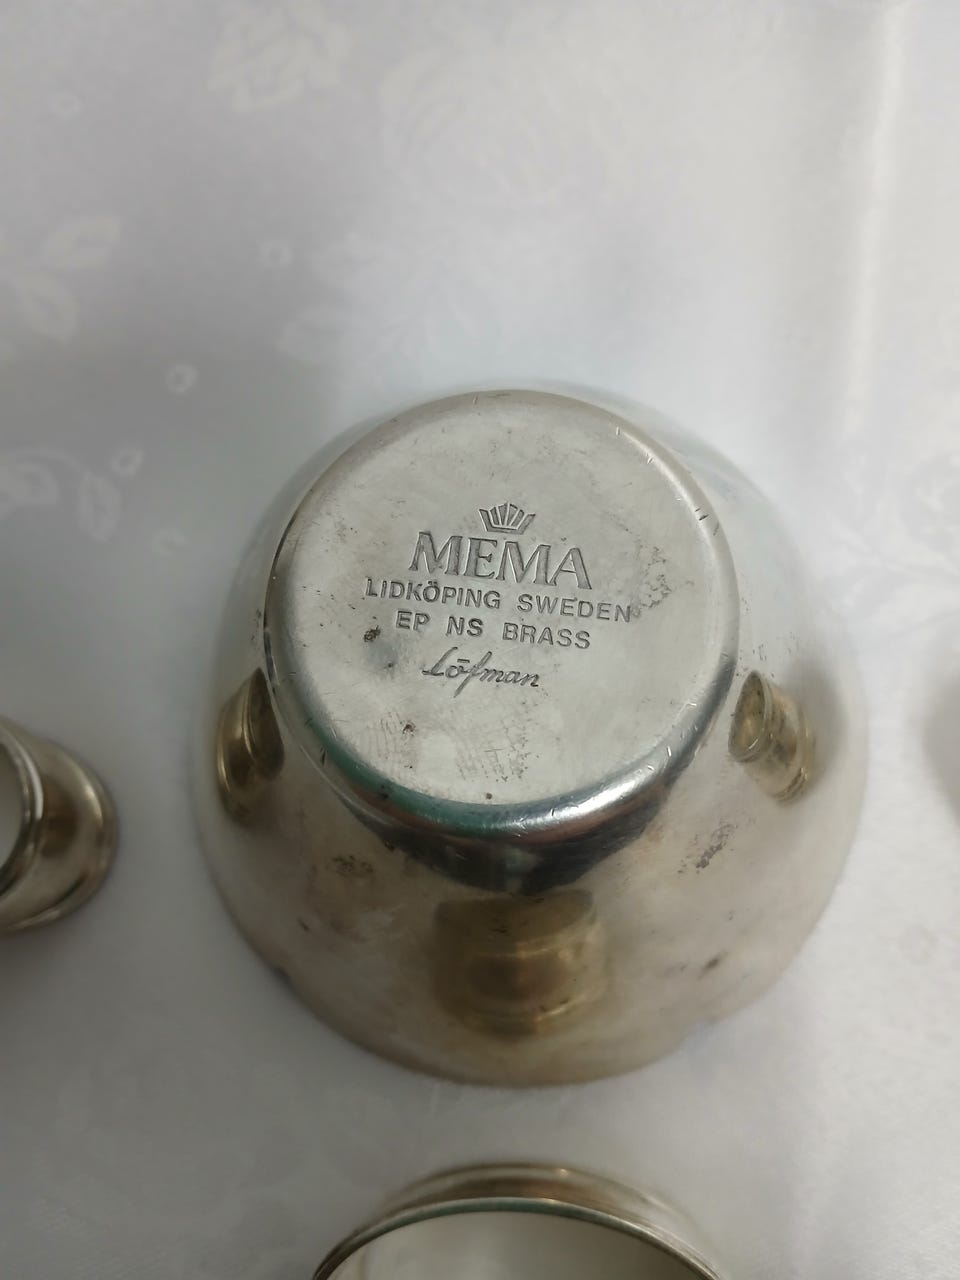 MEMA
LIDKÖPING SWEDEN
EP NS BRASS
Löfman